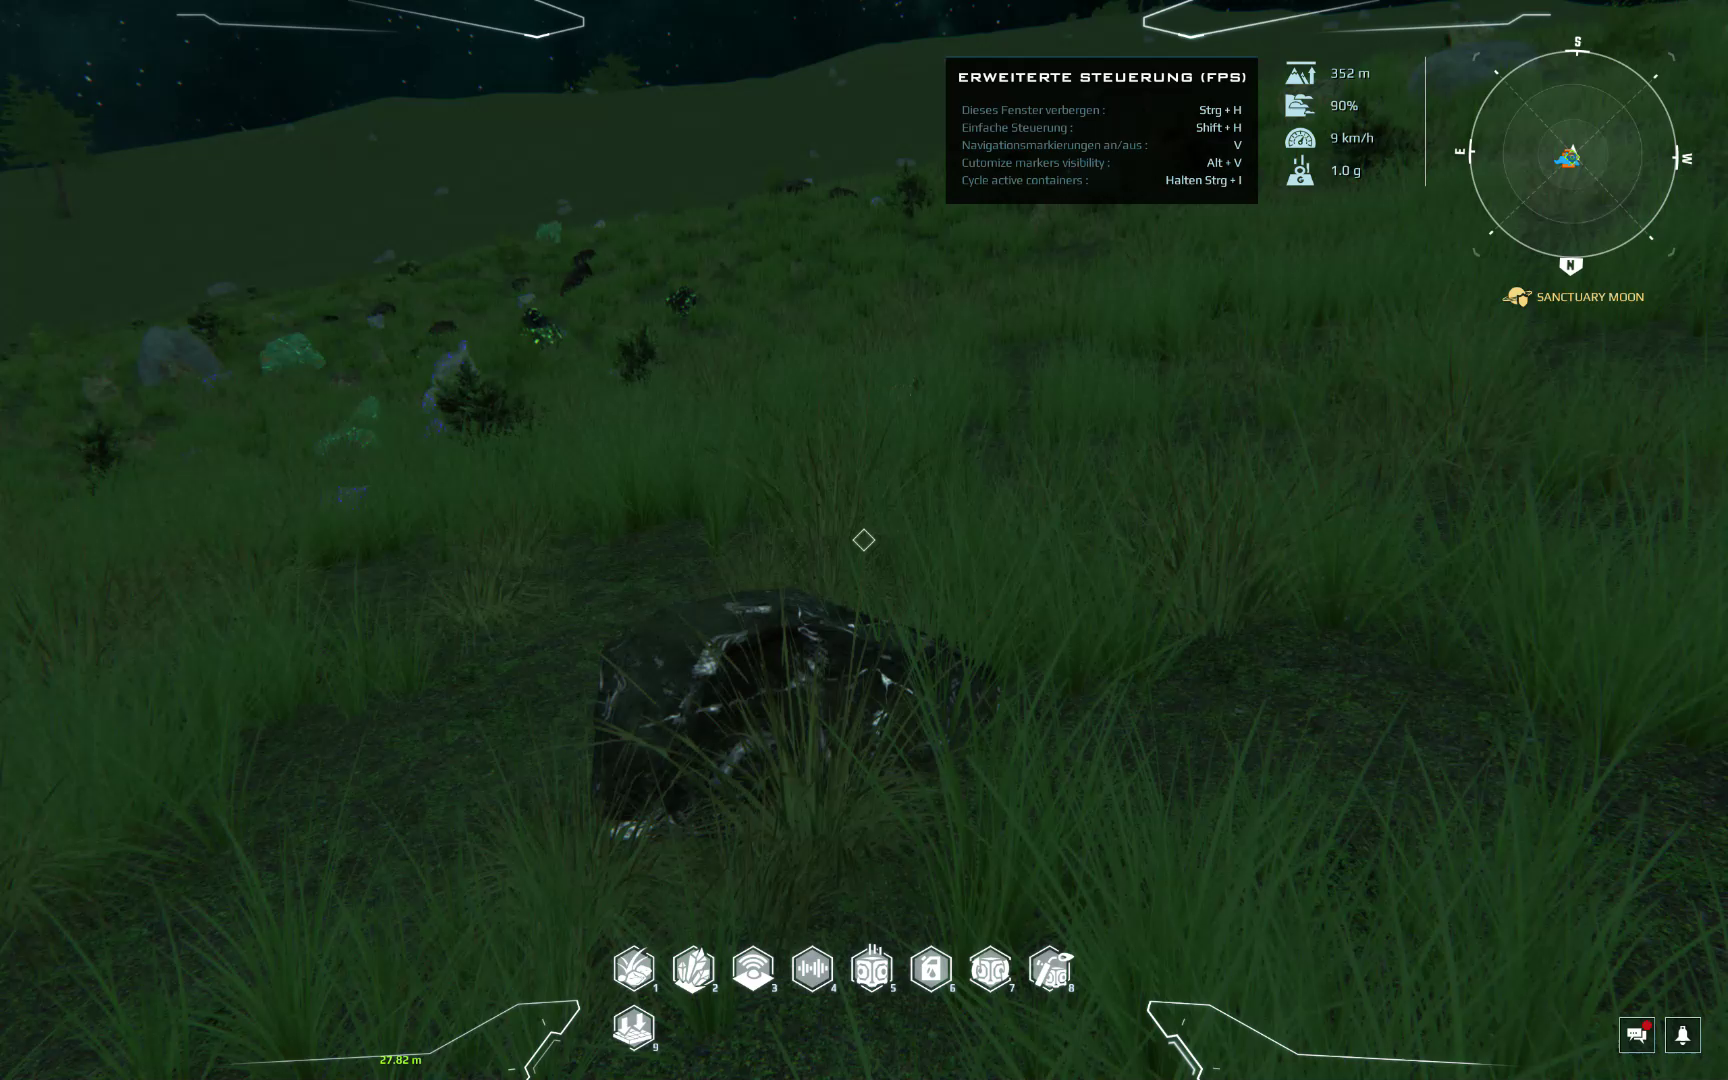 ERWEITERTE STEUERUNG (FPS)
Dieses Fenster verbergen : Strg + H
Einfache Steuerung : Shift + H
Navigationsmarkierungen an/aus : V
Cutomize markers visibility : Alt + V
Cycle active containers : Halten Strg + I
352 m
90%
9 km/h
1.0 g
G
S
E
W
N
SANCTUARY MOON
1
2
3
4
5
6
7
8
9
27.82 m